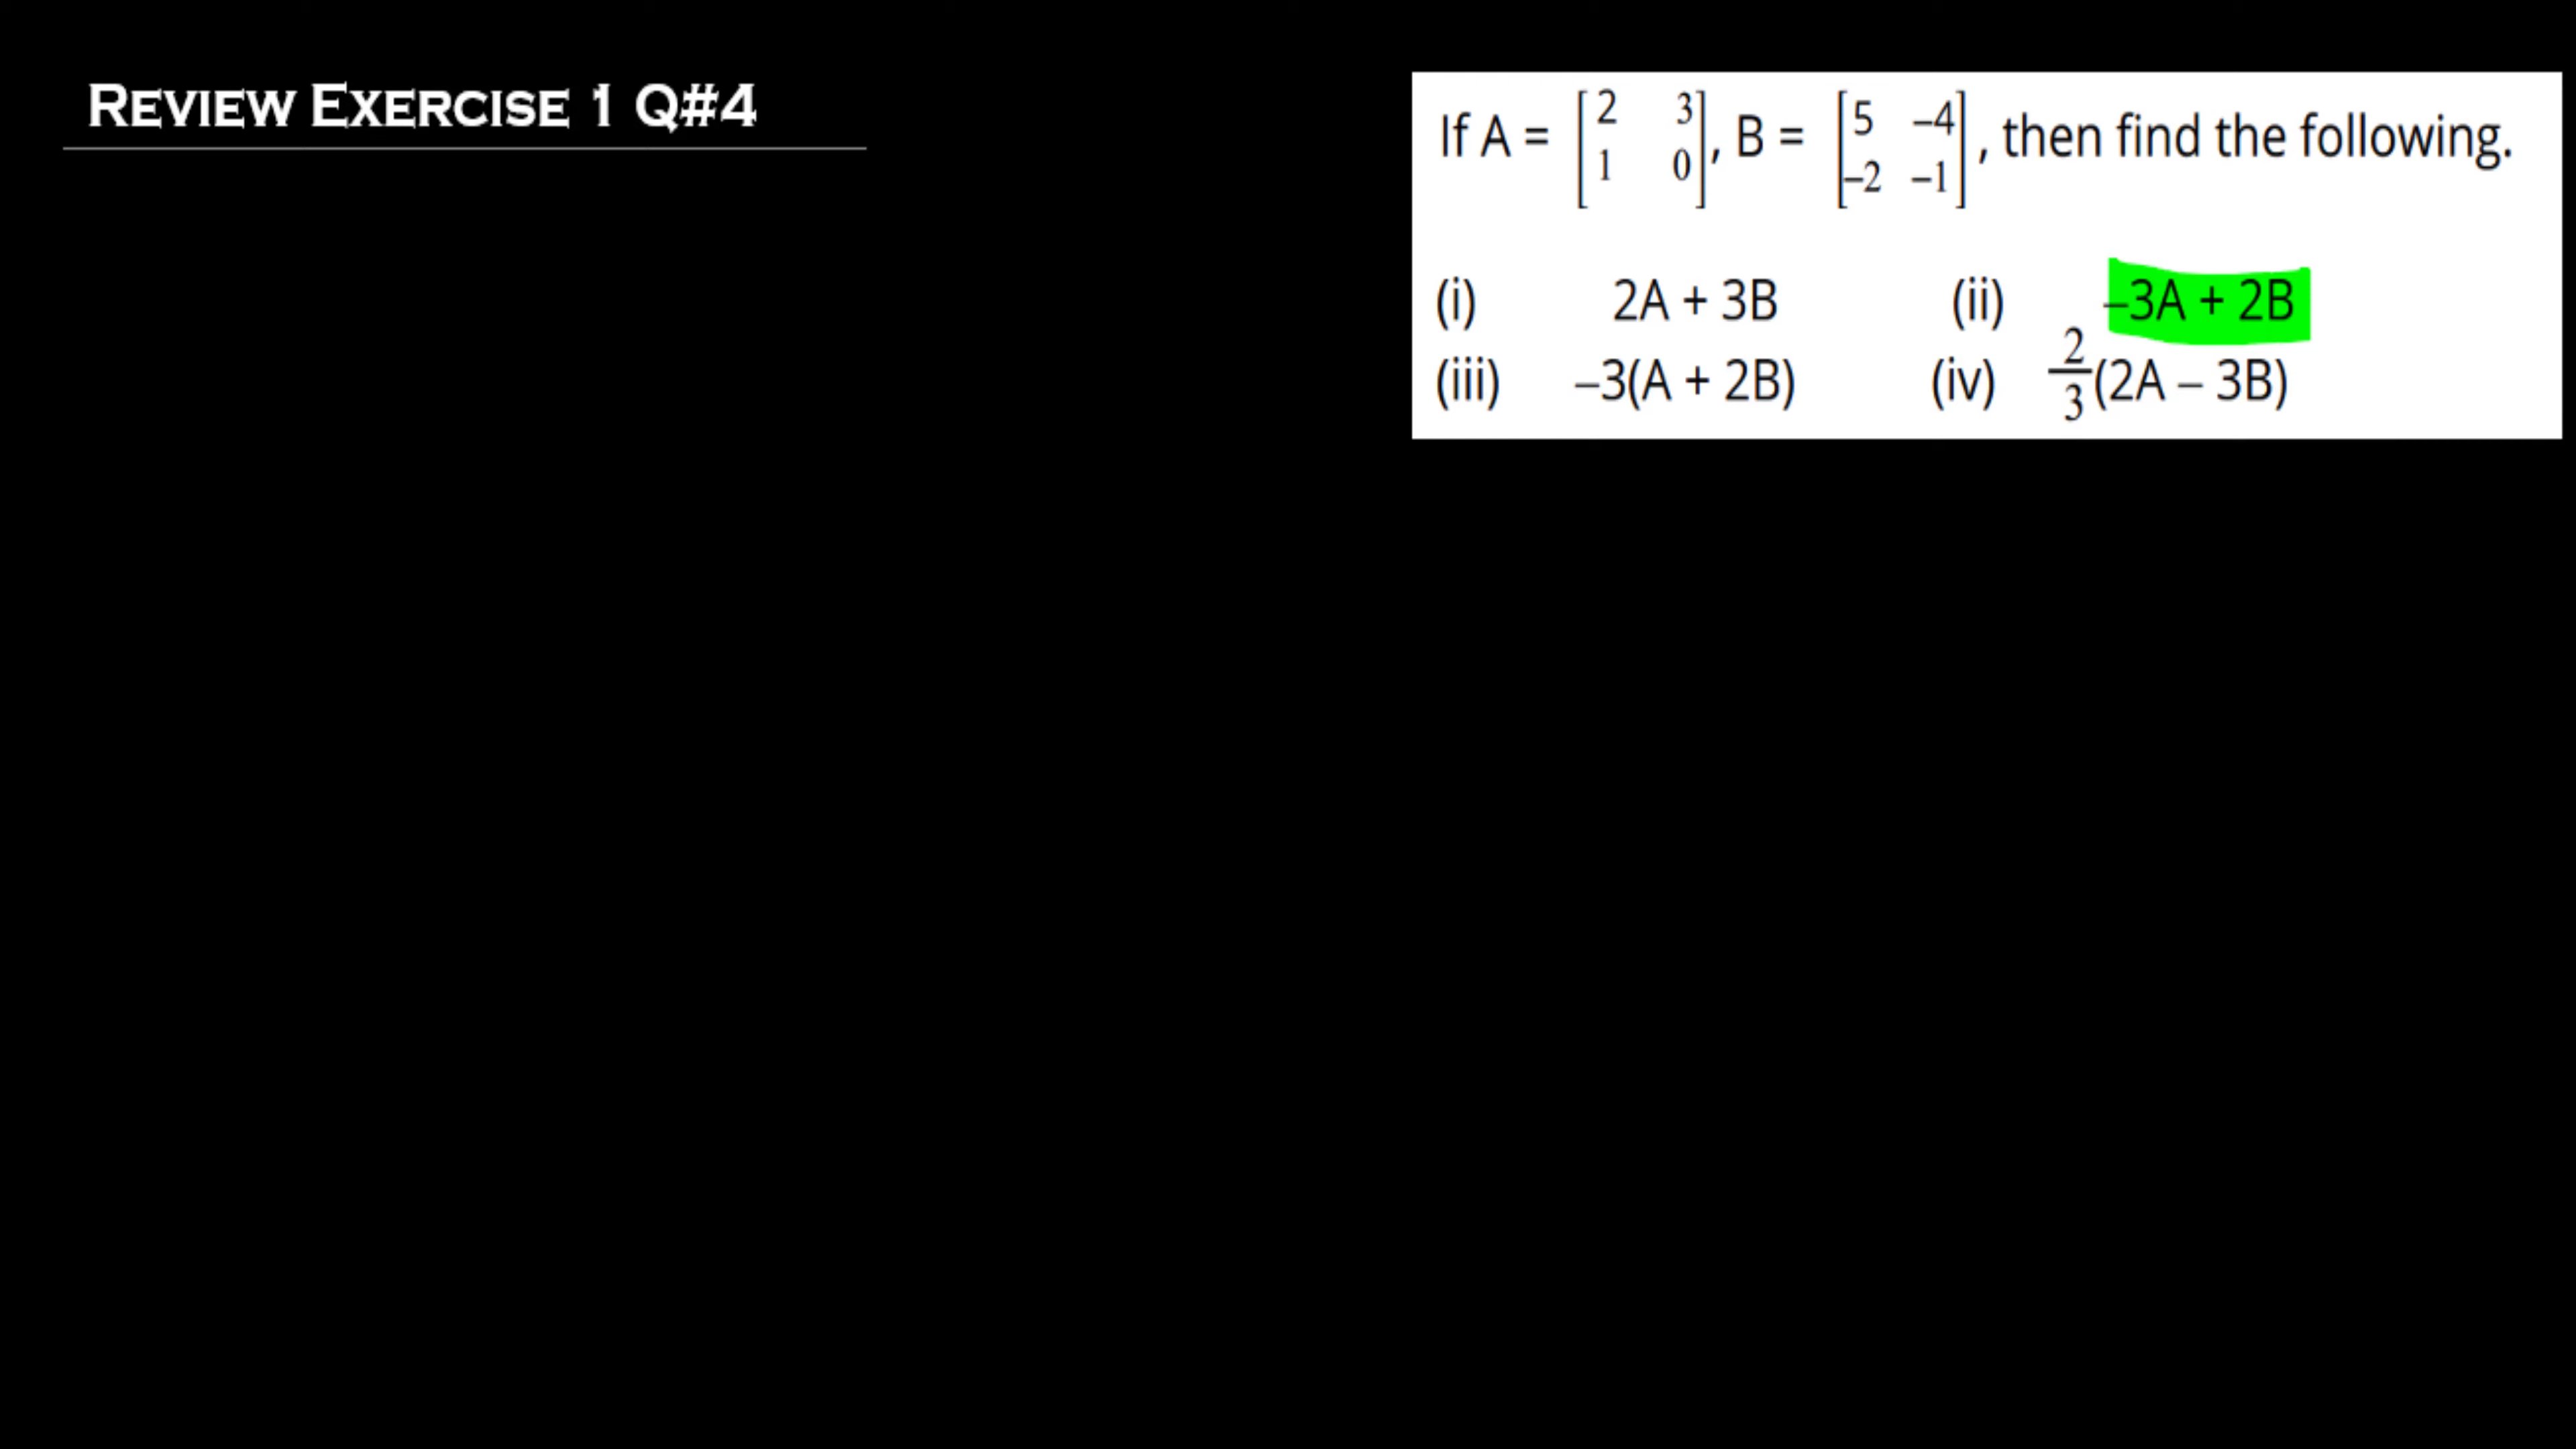 REVIEW EXERCISE 1 Q#4
If A = [2 3
1 0], B = [5 –4
–2 –1], then find the following.
(i) 2A + 3B (ii) –3A + 2B
(iii) –3(A + 2B) (iv) 2/3(2A – 3B)